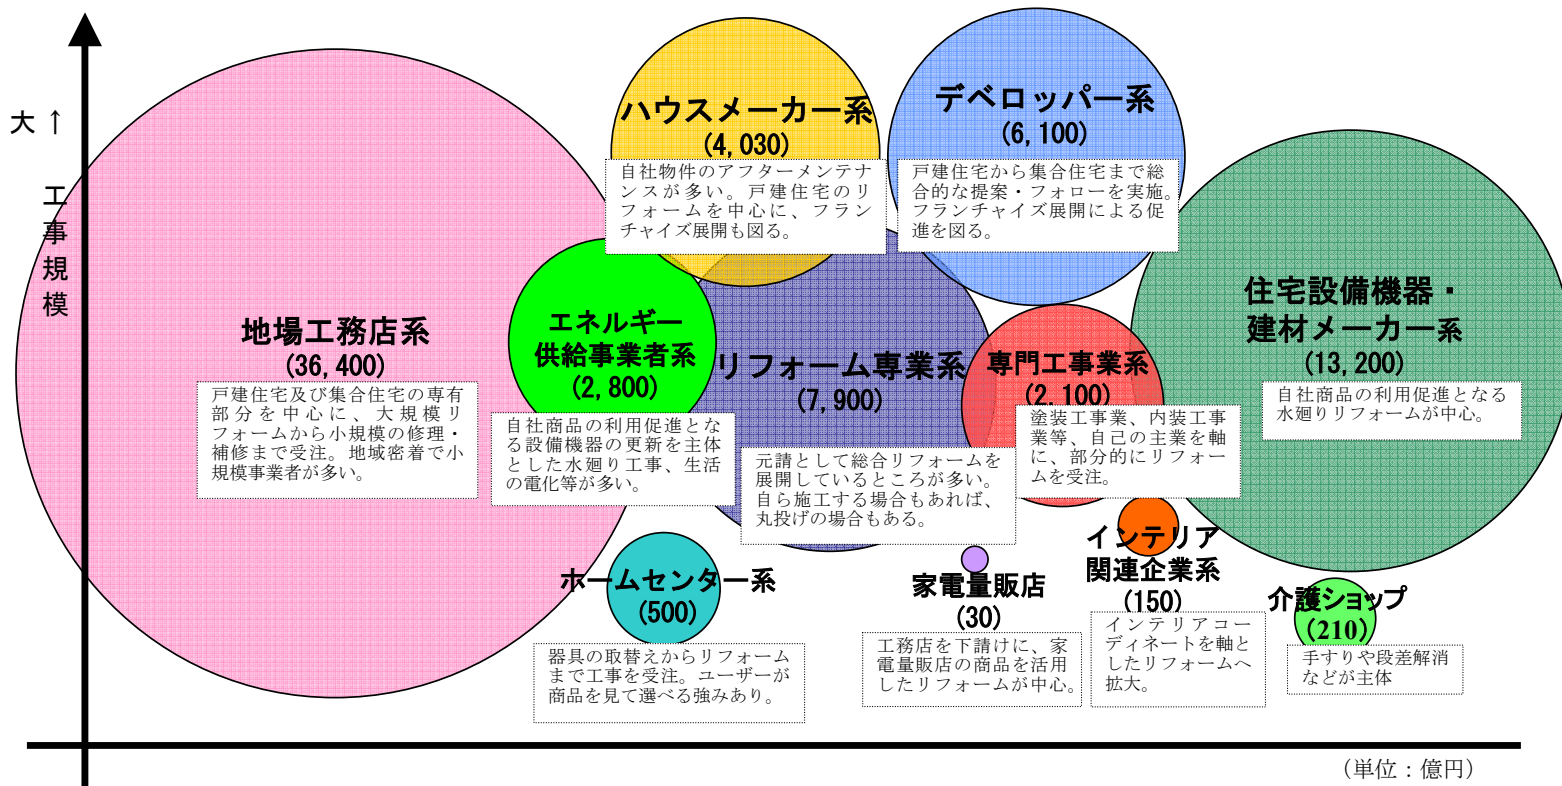 大 ↑
工事規模
地場工務店系
(36,400)
戸建住宅及び集合住宅の専有
部分を中心に、大規模リ
フォームから小規模の修理・
補修まで受注。地域密着で小
規模事業者が多い。
ハウスメーカー系
(4,030)
自社物件のアフターメンテナ
ンスが多い。戸建住宅のリ
フォームを中心に、フラン
チャイズ展開も図る。
デベロッパー系
(6,100)
戸建住宅から集合住宅まで総
合的な提案・フォローを実施。
フランチャイズ展開による促
進を図る。
エネルギー
供給事業者系
(2,800)
自社商品の利用促進とな
る設備機器の更新を主体
とした水廻り工事、生活
の電化等が多い。
リフォーム専業系
(7,900)
元請として総合リフォームを
展開しているところが多い。
自ら施工する場合もあれば、
丸投げの場合もある。
専門工事業系
(2,100)
塗装工事業、内装工事
業等、自己の主業を軸
に、部分的にリフォー
ムを受注。
住宅設備機器・
建材メーカー系
(13,200)
自社商品の利用促進となる
水廻りリフォームが中心。
ホームセンター系
(500)
器具の取替えからリフォーム
まで工事を受注。ユーザーが
商品を見て選べる強みあり。
家電量販店
(30)
工務店を下請けに、家
電量販店の商品を活用
したリフォームが中心。
インテリア
関連企業系
(150)
インテリアコー
ディネートを軸と
したリフォームへ
拡大。
介護ショップ
(210)
手すりや段差解消
などが主体
（単位：億円）